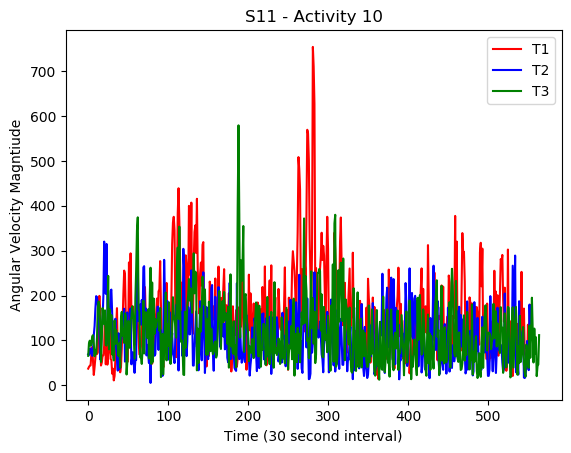 S11 - Activity 10
Angular Velocity Magntiude
700
600
500
400
300
200
100
0
T1
T2
T3
0 100 200 300 400 500
Time (30 second interval)